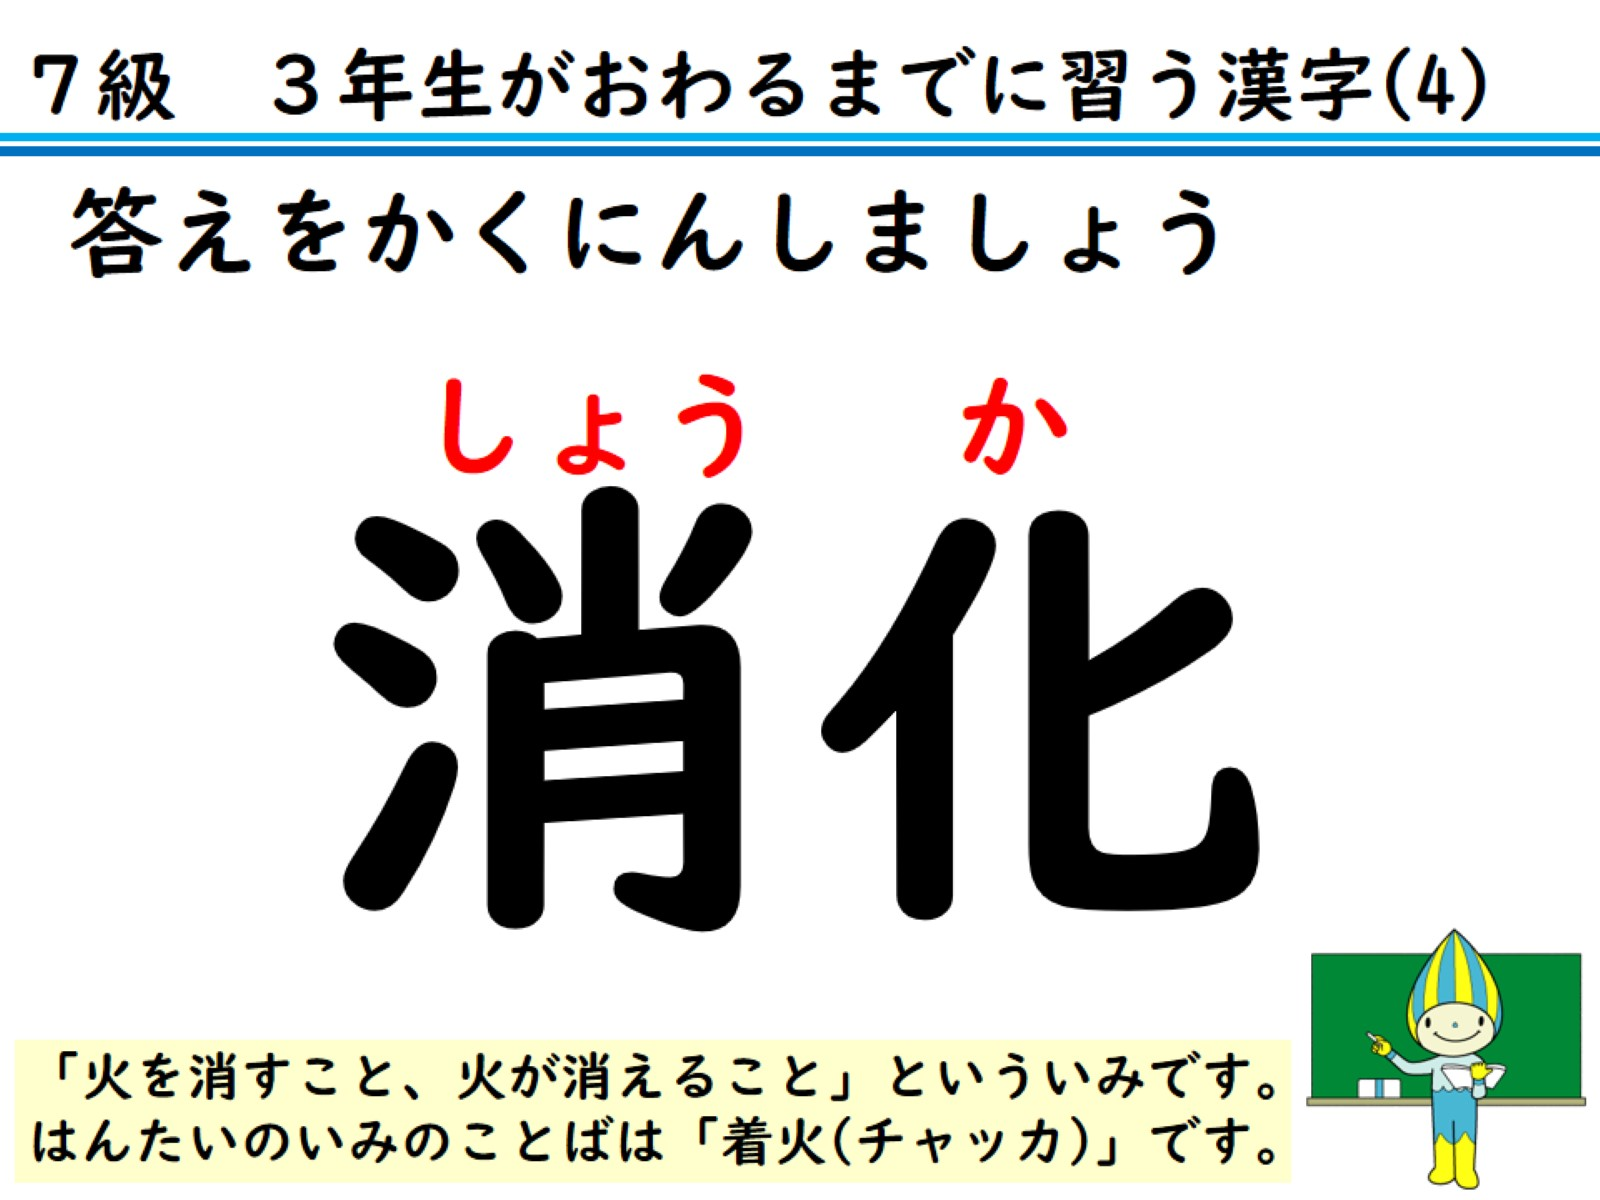 ７級　３年生がおわるまでに習う漢字(4)
答えをかくにんしましょう
しょう　か
消化
「火を消すこと、火が消えること」といういみです。
はんたいのいみのことばは「着火(チャッカ)」です。